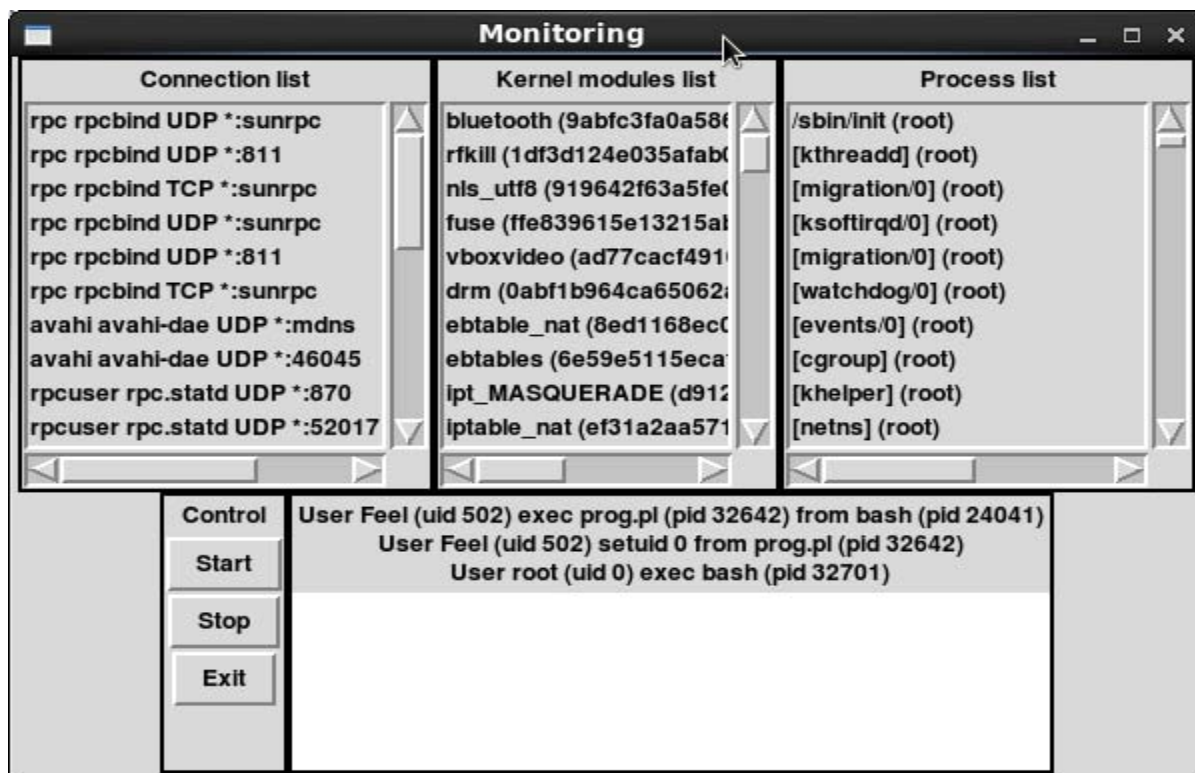 Monitoring
Connection list
rpc rpcbind UDP *:sunrpc
rpc rpcbind UDP *:811
rpc rpcbind TCP *:sunrpc
rpc rpcbind UDP *:sunrpc
rpc rpcbind UDP *:811
rpc rpcbind TCP *:sunrpc
avahi avahi-dae UDP *:mdns
avahi avahi-dae UDP *:46045
rpcuser rpc.statd UDP *:870
rpcuser rpc.statd UDP *:52017
Kernel modules list
bluetooth (9abfc3fa0a586
rfkill (1df3d124e035afab0
nls_utf8 (919642f63a5fe0
fuse (ffe839615e13215ab
vboxvideo (ad77cacf491
drm (0abf1b964ca65062a
ebtable_nat (8ed1168ec0
ebtables (6e59e5115eca
ipt_MASQUERADE (d912
iptable_nat (ef31a2aa571
Process list
/sbin/init (root)
[kthreadd] (root)
[migration/0] (root)
[ksoftirqd/0] (root)
[migration/0] (root)
[watchdog/0] (root)
[events/0] (root)
[cgroup] (root)
[khelper] (root)
[netns] (root)
Control
Start
Stop
Exit
User Feel (uid 502) exec prog.pl (pid 32642) from bash (pid 24041)
User Feel (uid 502) setuid 0 from prog.pl (pid 32642)
User root (uid 0) exec bash (pid 32701)